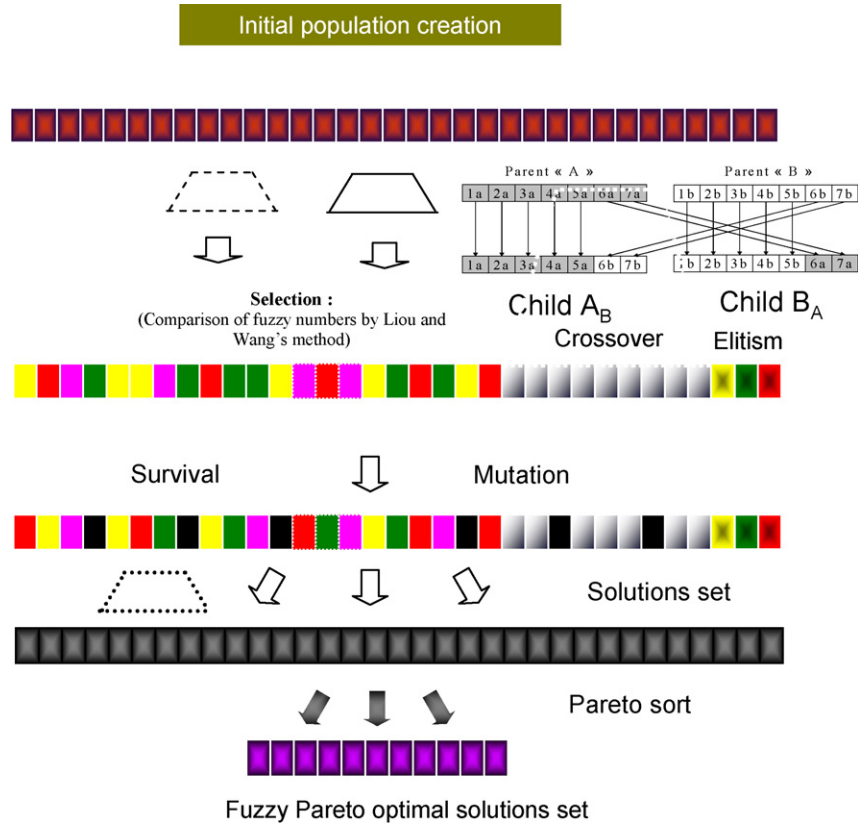 Initial population creation
Parent « A »
Parent « B »
1a 2a 3a 4a 5a 6a 7a
1b 2b 3b 4b 5b 6b 7b
1a 2a 3a 4a 5a 6b 7b
1b 2b 3b 4b 5b 6a 7a
Selection :
(Comparison of fuzzy numbers by Liou and
Wang's method)
Child AB
Child BA
Crossover
Elitism
Survival
Mutation
Solutions set
Pareto sort
Fuzzy Pareto optimal solutions set